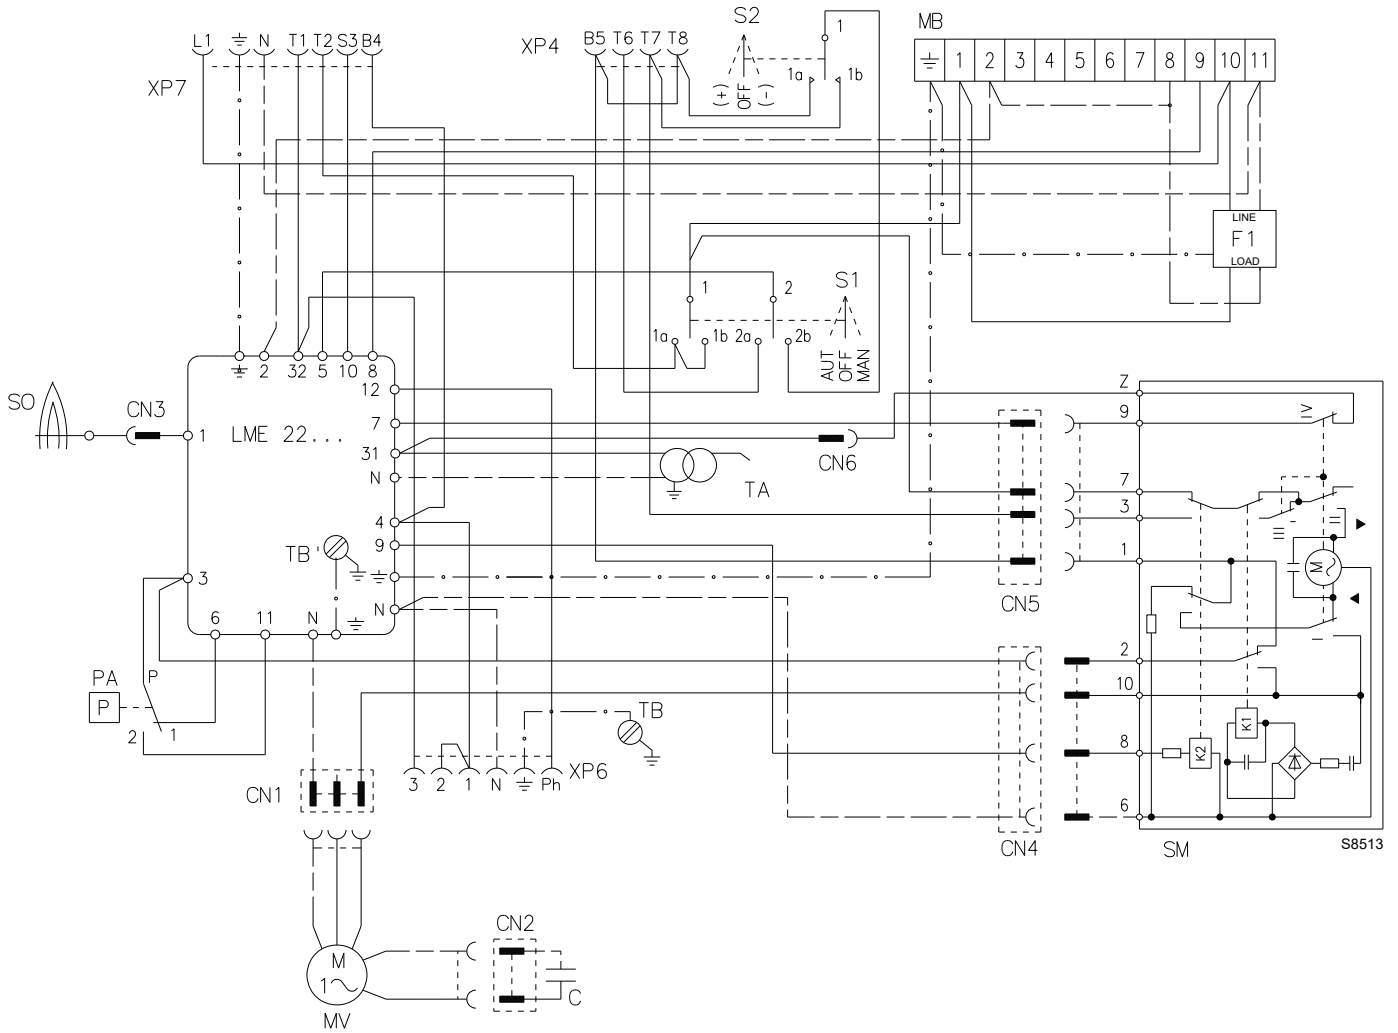 S2
1
MB
L1 N T1 T2 S3 B4
XP4
B5 T6 T7 T8
1a 1b
(+) OFF (-)
1 2 3 4 5 6 7 8 9 10 11
XP7
LINE
F1
LOAD
S1
1 2
1a 1b 2a 2b
AUT OFF MAN
2 32 5 10 8
12
SO
CN3
1
LME 22...
7
31
N
4
9
N
TB
3
6 11 N
TA
CN6
Z
9
7
3
1
CN5
IV
III
II
M
I
2
10
8
6
K2
K1
PA
P
P
2 1
TB
XP6
3 2 1 N Ph
CN1
CN4
SM
S8513
CN2
M
1
C
MV